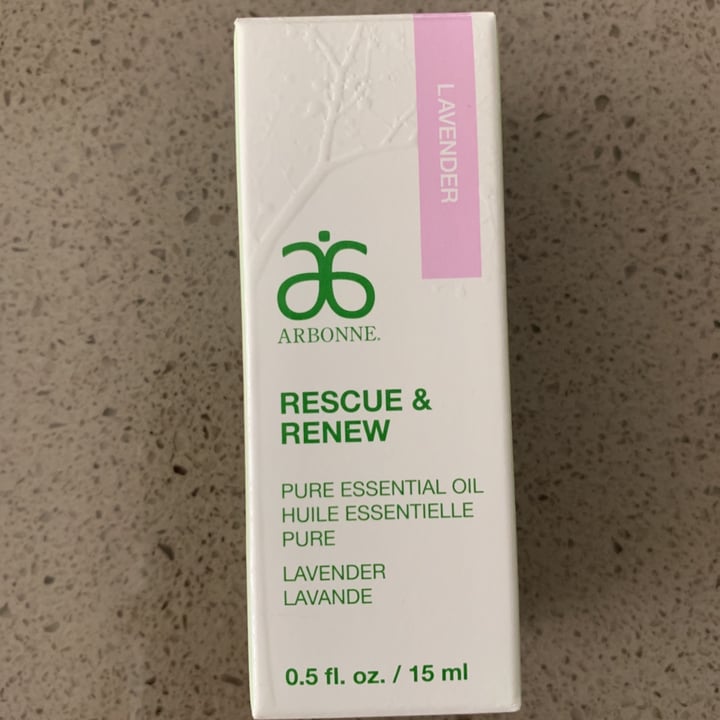 LAVENDER
ARBONNE.
RESCUE &
RENEW
PURE ESSENTIAL OIL
HUILE ESSENTIELLE
PURE
LAVENDER
LAVANDE
0.5 fl. oz. / 15 ml